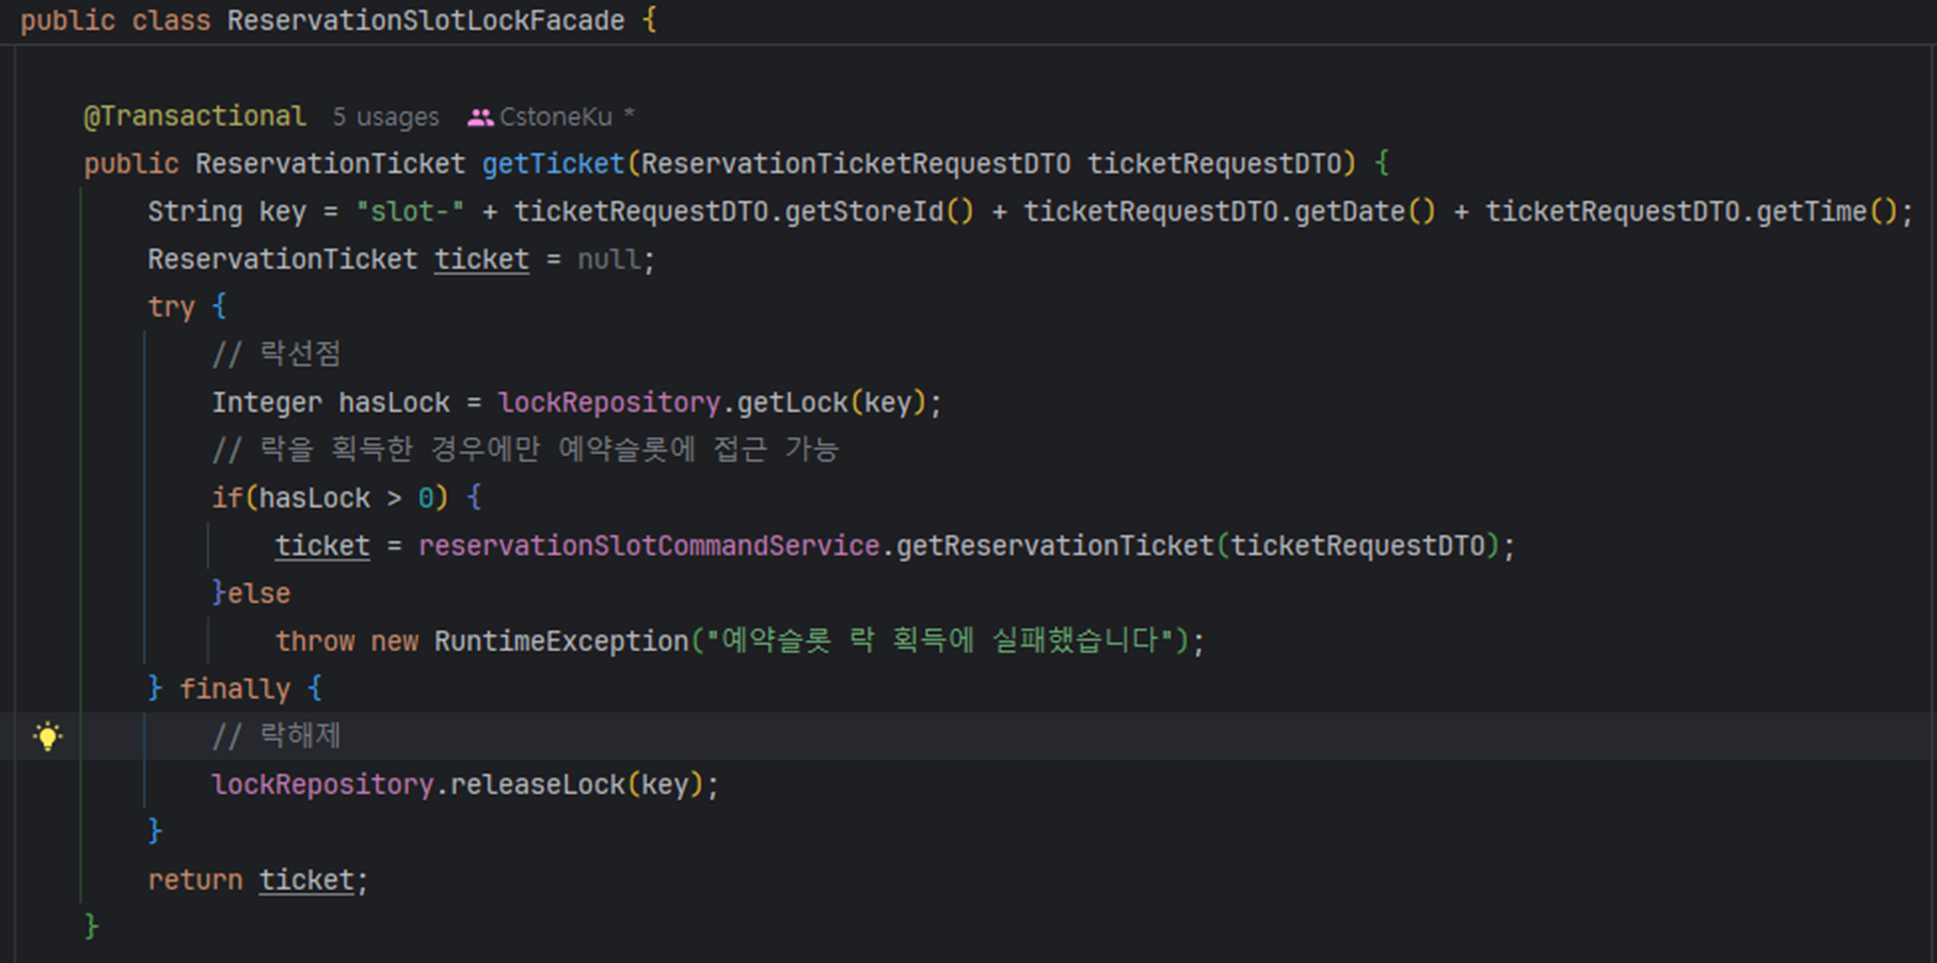 public class ReservationSlotLockFacade {
@Transactional 5 usages CstoneKu *
public ReservationTicket getTicket(ReservationTicketRequestDTO ticketRequestDTO) {
String key = "slot-" + ticketRequestDTO.getStoreId() + ticketRequestDTO.getDate() + ticketRequestDTO.getTime();
ReservationTicket ticket = null;
try {
// 락선점
Integer hasLock = lockRepository.getLock(key);
// 락을 획득한 경우에만 예약슬롯에 접근 가능
if(hasLock > 0) {
ticket = reservationSlotCommandService.getReservationTicket(ticketRequestDTO);
}else
throw new RuntimeException("예약슬롯 락 획득에 실패했습니다");
} finally {
// 락해제
lockRepository.releaseLock(key);
}
return ticket;
}